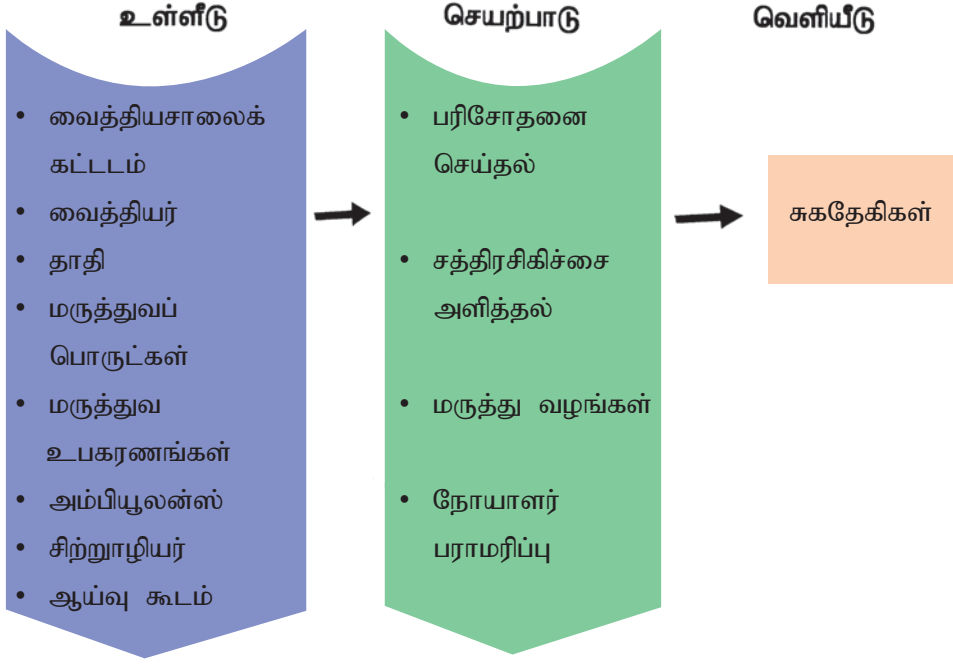 உள்ளீடு
செயற்பாடு
வெளியீடு
• வைத்தியசாலைக்
கட்டடம்
• வைத்தியர்
• தாதி
• மருத்துவப்
பொருட்கள்
• மருத்துவ
உபகரணங்கள்
• அம்பியூலன்ஸ்
• சிற்றூழியர்
• ஆய்வு கூடம்
• பரிசோதனை
செய்தல்
• சத்திரசிகிச்சை
அளித்தல்
• மருத்து வழங்கள்
• நோயாளர்
பராமரிப்பு
சுகதேகிகள்